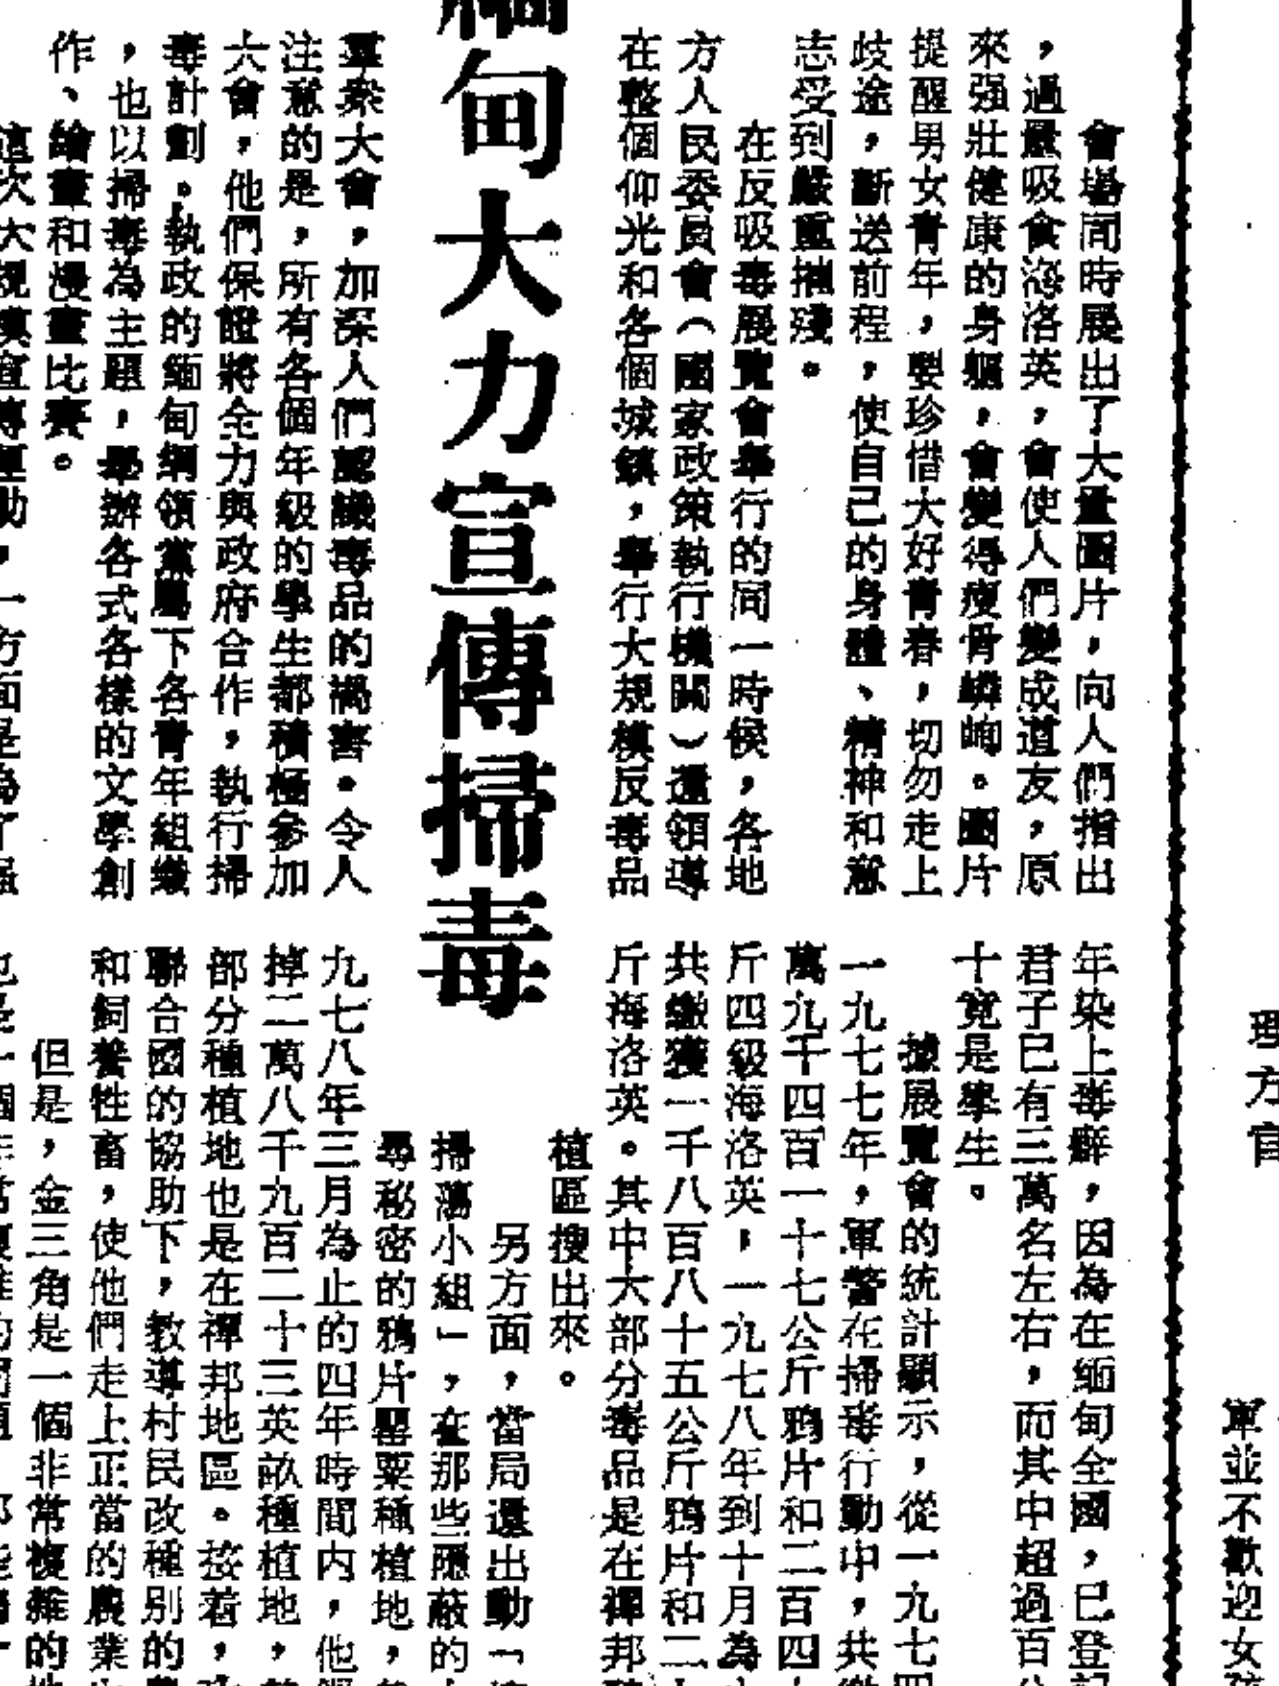 緬甸大力宣傳掃毒
會場同時展出了大量圖片，向人們指出
，過量吸食海洛英，會使人們變成道友，原
來强壯健康的身軀，會變得瘦骨嶙峋。圖片
提醒男女青年，要珍惜大好青春，切勿走上
歧途，斷送前程，使自己的身體、精神和意
志受到嚴重摧殘。
在反吸毒展覽會舉行的同一時候，各地
方人民委員會（國家政策執行機關）還領導
在整個仰光和各個城鎮，舉行大規模反毒品
羣衆大會，加深人們認識毒品的禍害。令人
注意的是，所有各個年級的學生都積極參加
大會，他們保證將全力與政府合作，執行掃
毒計劃。執政的緬甸綱領黨屬下各青年組織
，也以掃毒為主題，舉辦各式各樣的文學創
作、繪畫和漫畫比賽。
這次大規模宣傳運動，一方面是為了
年染上毒癖，因為在緬甸全國，已登記
君子已有三萬名左右，而其中超過百
十竟是學生。
據展覽會的統計顯示，從一九七四
一九七七年，軍警在掃毒行動中，共
萬九千四百一十七公斤鴉片和二百四
斤四級海洛英，一九七八年到十月為
共繳獲一千八百八十五公斤鴉片和二
斤海洛英。其中大部分毒品是在禪邦
植區搜出來。
另方面，當局還出動「
掃蕩小組」，在那些隱蔽的
尋秘密的鴉片罌粟種植地，
九七八年三月為止的四年時間內，他
掉二萬八千九百二十三英畝種植地，
部分種植地也是在禪邦地區。接着，
聯合國的協助下，教導村民改種別的
和飼養牲畜，使他們走上正當的農業
但是，金三角是一個非常複雜的地
理方官
軍並不歡迎女孩